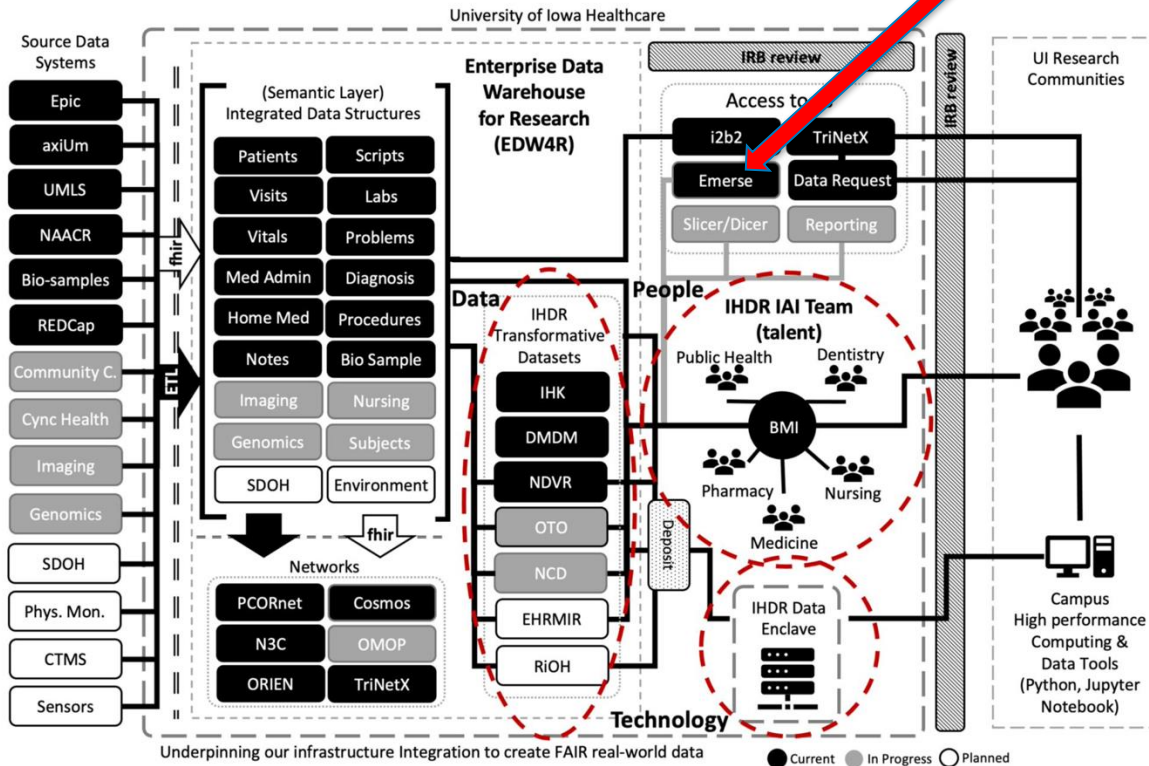 University of Iowa Healthcare
Source Data
Systems
Epic
axiUm
UMLS
NAACR
Bio-samples
REDCap
Community C.
Cync Health
Imaging
Genomics
SDOH
Phys. Mon.
CTMS
Sensors
fhir
ETL
(Semantic Layer)
Integrated Data Structures
Patients
Scripts
Visits
Labs
Vitals
Problems
Med Admin
Diagnosis
Home Med
Procedures
Notes
Bio Sample
Imaging
Nursing
Genomics
Subjects
SDOH
Environment
fhir
Networks
PCORnet
Cosmos
N3C
OMOP
ORIEN
TriNetX
Enterprise Data
Warehouse
for Research
(EDW4R)
Data
IHDR
Transformative
Datasets
IHK
DMDM
NDVR
OTO
NCD
EHRMIR
RiOH
IRB review
Access to
i2b2
TriNetX
Emerse
Data Request
Slicer/Dicer
Reporting
People
IHDR IAI Team
(talent)
Public Health
Dentistry
BMI
Pharmacy
Nursing
Medicine
Deposit
IHDR Data
Enclave
Technology
IRB review
UI Research
Communities
Campus
High performance
Computing &
Data Tools
(Python, Jupyter
Notebook)
Underpinning our infrastructure Integration to create FAIR real-world data
Current
In Progress
Planned